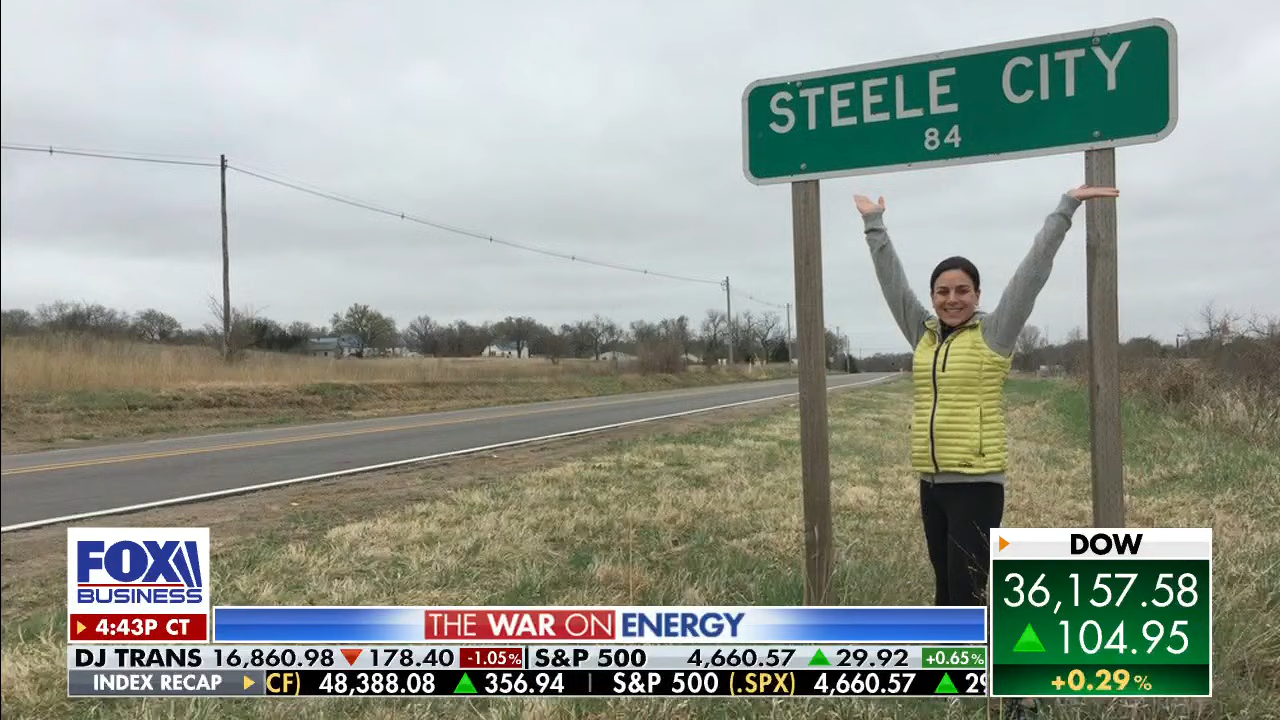 STEELE CITY
84
FOX
BUSINESS
4:43P CT
THE WAR ON ENERGY
DJ TRANS 16,860.98 ▼ 178.40 -1.05% S&P 500 4,660.57 ▲ 29.92 +0.65%
INDEX RECAP CF) 48,388.08 ▲ 356.94 | S&P 500 (.SPX) 4,660.57 ▲ 29
DOW
36,157.58
▲ 104.95
+0.29%